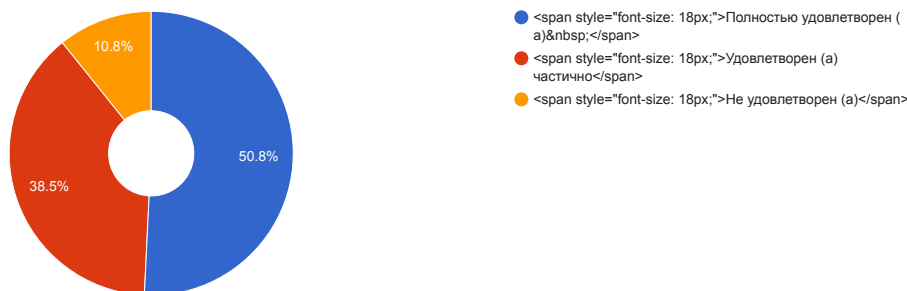 10.8%
50.8%
38.5%
<span style="font-size: 18px;">Полностью удовлетворен (
а)&nbsp;</span>
<span style="font-size: 18px;">Удовлетворен (а)
частично</span>
<span style="font-size: 18px;">Не удовлетворен (а)</span>